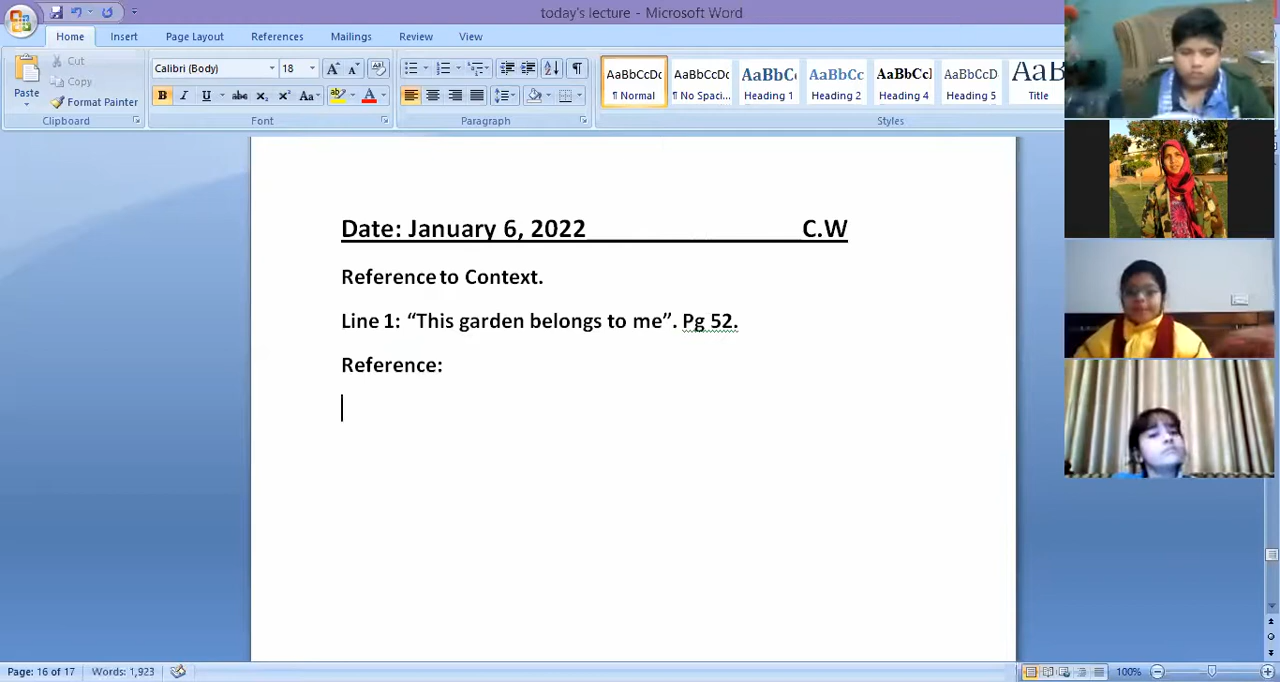 today's lecture - Microsoft Word
Home Insert Page Layout References Mailings Review View
Cut
Copy
Format Painter
Paste
Clipboard
Calibri (Body) 18
Font
Paragraph
AaBbCcDc AaBbCcDc AaBbCc AaBbCc AaBbCcI AaBbCcD AaB
¶ Normal ¶ No Spaci... Heading 1 Heading 2 Heading 4 Heading 5 Title
Styles
Date: January 6, 2022 C.W
Reference to Context.
Line 1: “This garden belongs to me”. Pg 52.
Reference:
Page: 16 of 17 Words: 1,923 100%